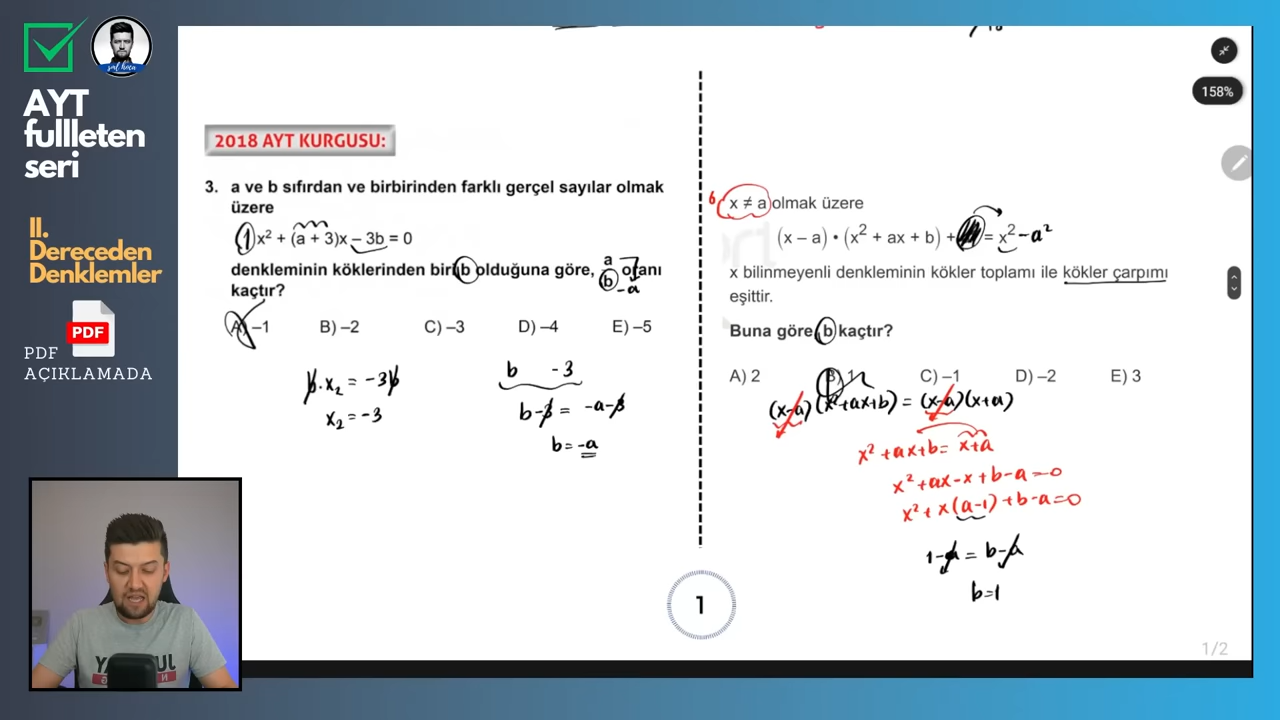 AYT
fullleten
seri
II.
Dereceden
Denklemler
PDF
PDF
AÇIKLAMADA
2018 AYT KURGUSU:
3. a ve b sıfırdan ve birbirinden farklı gerçel sayılar olmak
üzere
1x² + (a + 3)x – 3b = 0
denkleminin köklerinden biri b olduğuna göre, a/b oranı
-a
kaçtır?
A) –1 B) –2 C) –3 D) –4 E) –5
b·x₂ = -3b
x₂ = -3
b -3
b-3 = -a-3
b = -a
6 x ≠ a olmak üzere
(x – a) • (x² + ax + b) + = x² -a²
x bilinmeyenli denkleminin kökler toplamı ile kökler çarpımı
eşittir.
Buna göre, b kaçtır?
A) 2 B) 1 C) –1 D) –2 E) 3
(x-a)(x²+ax+b) = (x-a)(x+a)
x²+ax+b = x+a
x²+ax-x+b-a=0
x²+x(a-1)+b-a=0
1-a = b-a
b=1
1
1/2
158%